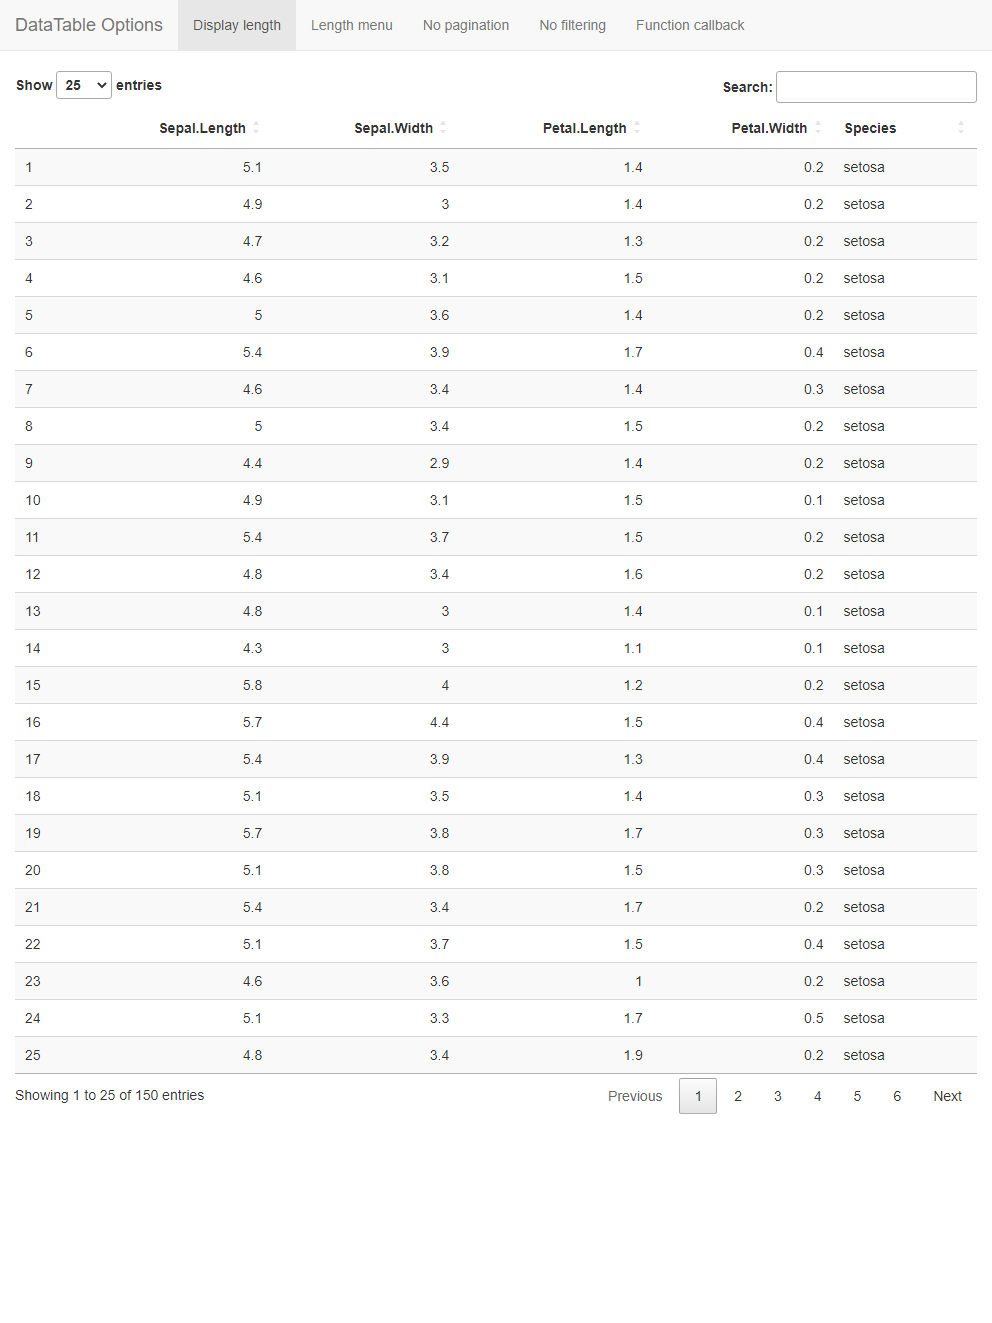 DataTable Options Display length Length menu No pagination No filtering Function callback
Show 25 entries Search:
Sepal.Length Sepal.Width Petal.Length Petal.Width Species
1 5.1 3.5 1.4 0.2 setosa
2 4.9 3 1.4 0.2 setosa
3 4.7 3.2 1.3 0.2 setosa
4 4.6 3.1 1.5 0.2 setosa
5 5 3.6 1.4 0.2 setosa
6 5.4 3.9 1.7 0.4 setosa
7 4.6 3.4 1.4 0.3 setosa
8 5 3.4 1.5 0.2 setosa
9 4.4 2.9 1.4 0.2 setosa
10 4.9 3.1 1.5 0.1 setosa
11 5.4 3.7 1.5 0.2 setosa
12 4.8 3.4 1.6 0.2 setosa
13 4.8 3 1.4 0.1 setosa
14 4.3 3 1.1 0.1 setosa
15 5.8 4 1.2 0.2 setosa
16 5.7 4.4 1.5 0.4 setosa
17 5.4 3.9 1.3 0.4 setosa
18 5.1 3.5 1.4 0.3 setosa
19 5.7 3.8 1.7 0.3 setosa
20 5.1 3.8 1.5 0.3 setosa
21 5.4 3.4 1.7 0.2 setosa
22 5.1 3.7 1.5 0.4 setosa
23 4.6 3.6 1 0.2 setosa
24 5.1 3.3 1.7 0.5 setosa
25 4.8 3.4 1.9 0.2 setosa
Showing 1 to 25 of 150 entries Previous 1 2 3 4 5 6 Next